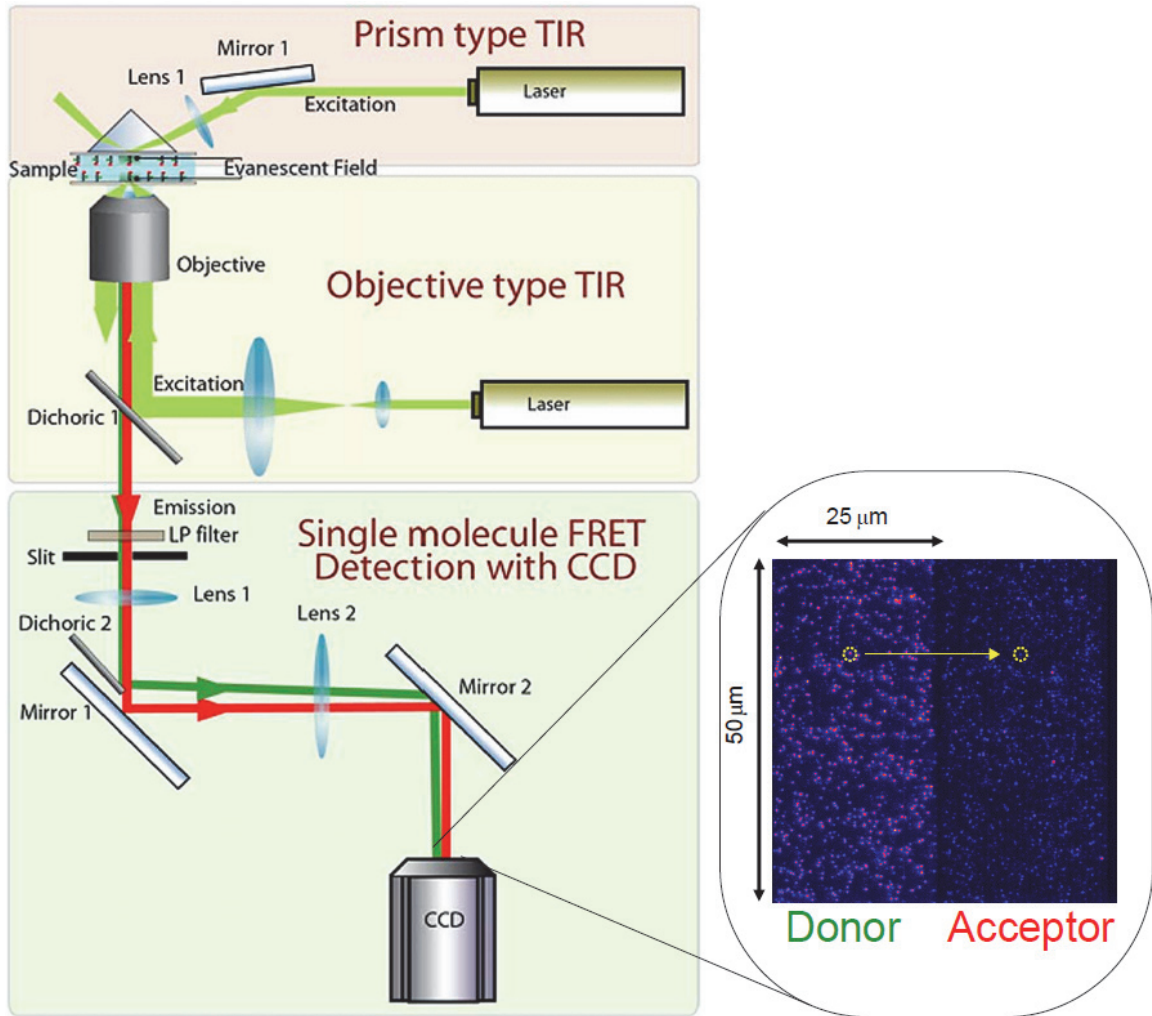 Prism type TIR
Mirror 1
Lens 1
Laser
Excitation
Sample
Evanescent Field
Objective
Objective type TIR
Excitation
Laser
Dichoric 1
Emission
LP filter
Slit
Single molecule FRET
Detection with CCD
Lens 1
Lens 2
Dichoric 2
Mirror 1
Mirror 2
CCD
25 μm
50 μm
Donor
Acceptor